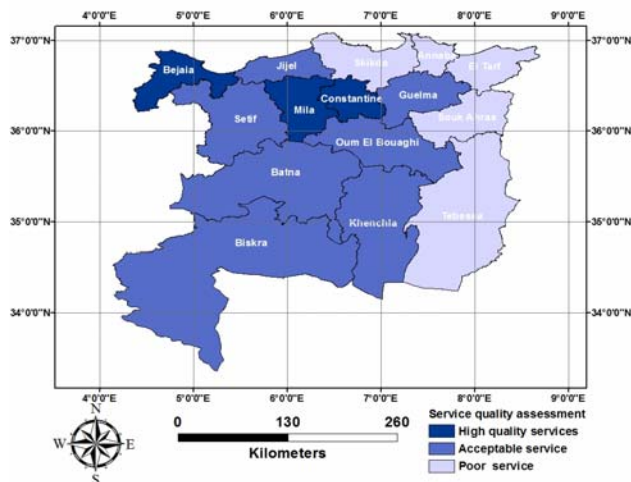 4°0'0"E 5°0'0"E 6°0'0"E 7°0'0"E 8°0'0"E 9°0'0"E
37°0'0"N 37°0'0"N
Bejaia Jijel Skikda Annaba El Tarf
Mila Constantine Guelma
Setif Souk Ahras
36°0'0"N 36°0'0"N
Oum El Bouaghi
Batna
Khenchla Tebessa
35°0'0"N 35°0'0"N
Biskra
34°0'0"N 34°0'0"N
4°0'0"E 5°0'0"E 6°0'0"E 7°0'0"E 8°0'0"E 9°0'0"E
N
W E
S
0 130 260
Kilometers
Service quality assessment
High quality services
Acceptable service
Poor service